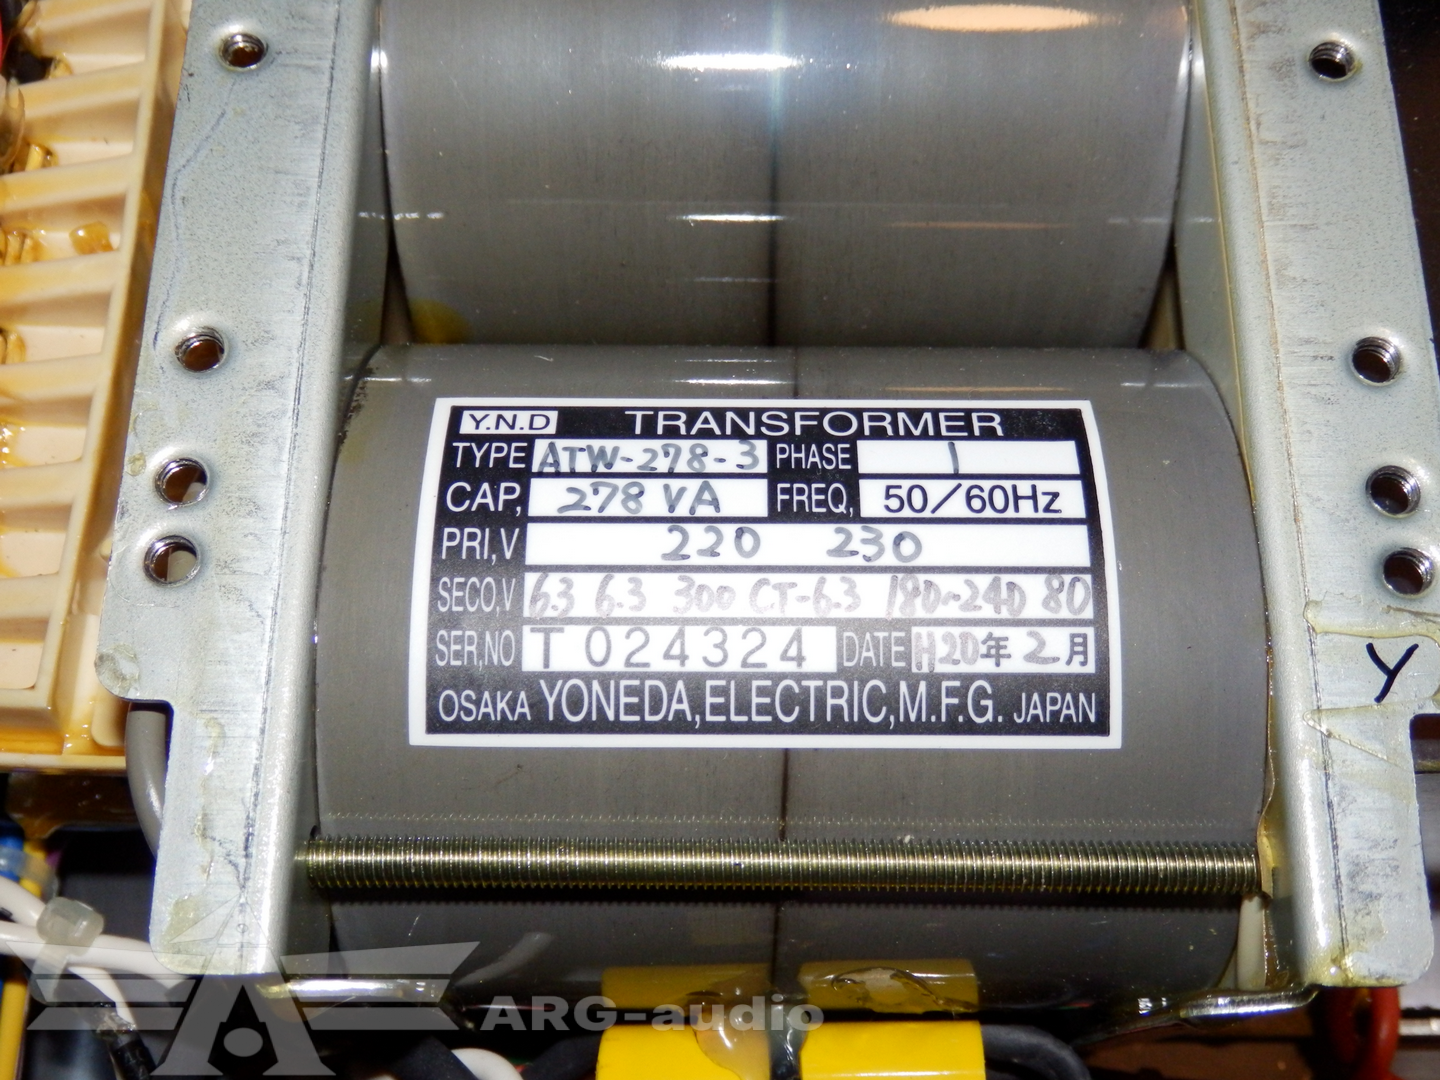 Y.N.D TRANSFORMER
TYPE ATW-278-3 PHASE 1
CAP, 278 VA FREQ, 50/60Hz
PRI,V 220 230
SECO,V 6.3 6.3 300 CT-6.3 180~240 80
SER,NO T 024324 DATE H20年2月
OSAKA YONEDA,ELECTRIC,M.F.G. JAPAN
Y
ARG-audio